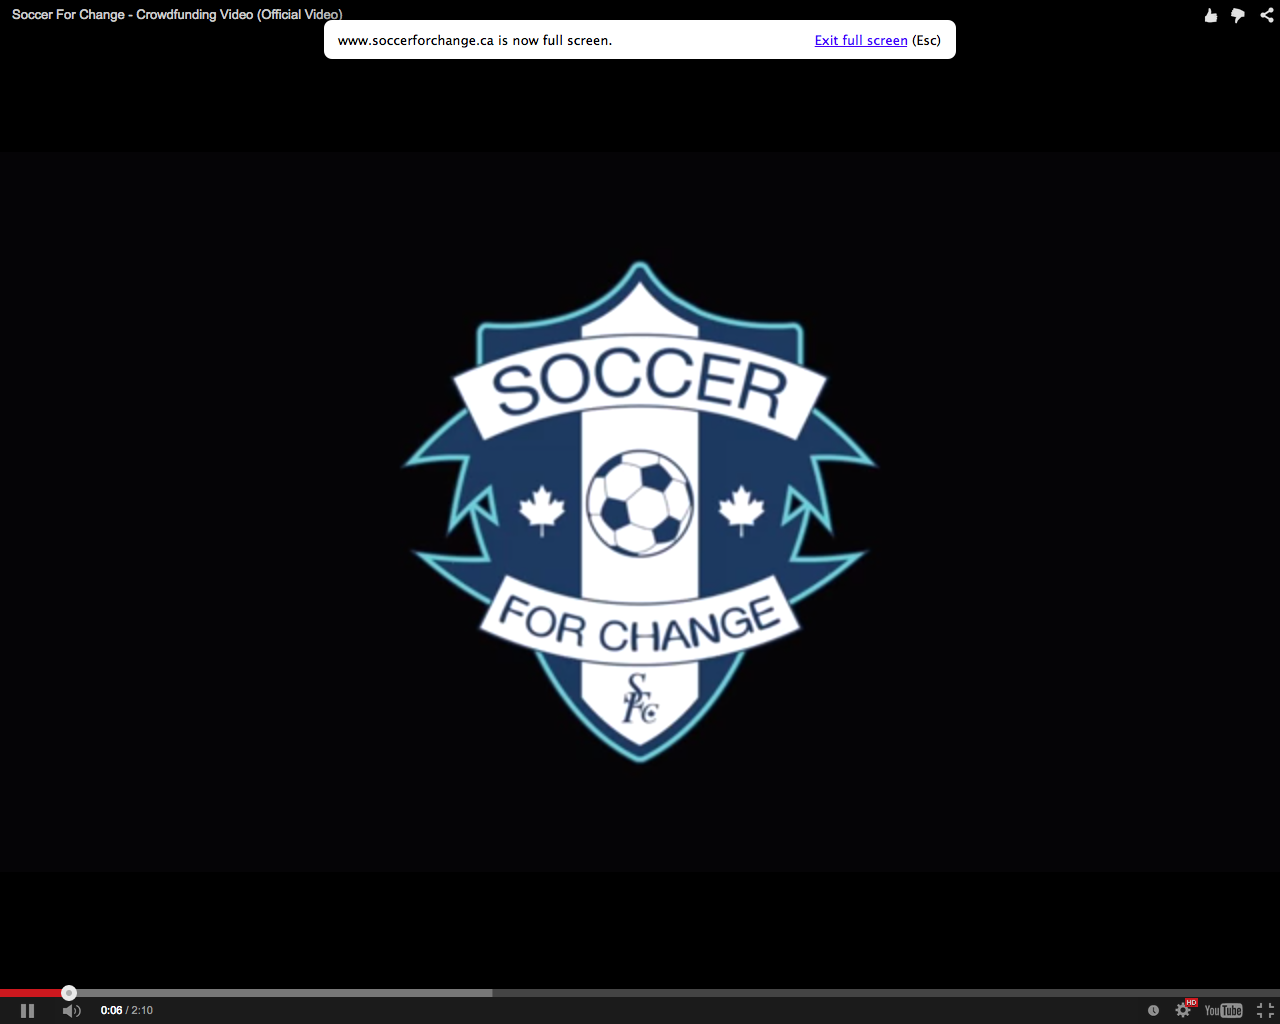 Soccer For Change - Crowdfunding Video (Official Video)
www.soccerforchange.ca is now full screen. Exit full screen (Esc)
SOCCER
FOR CHANGE
SFC
0:06 / 2:10
HD
YouTube